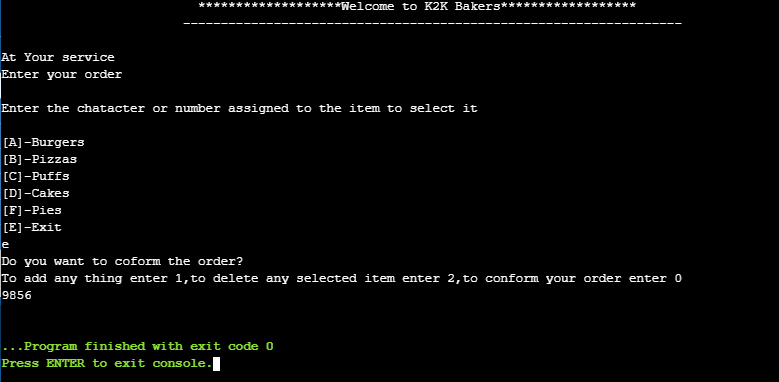 *******************Welcome to K2K Bakers******************
-------------------------------------------------------------------
At Your service
Enter your order
Enter the chatacter or number assigned to the item to select it
[A]-Burgers
[B]-Pizzas
[C]-Puffs
[D]-Cakes
[F]-Pies
[E]-Exit
e
Do you want to coform the order?
To add any thing enter 1,to delete any selected item enter 2,to conform your order enter 0
9856
...Program finished with exit code 0
Press ENTER to exit console.